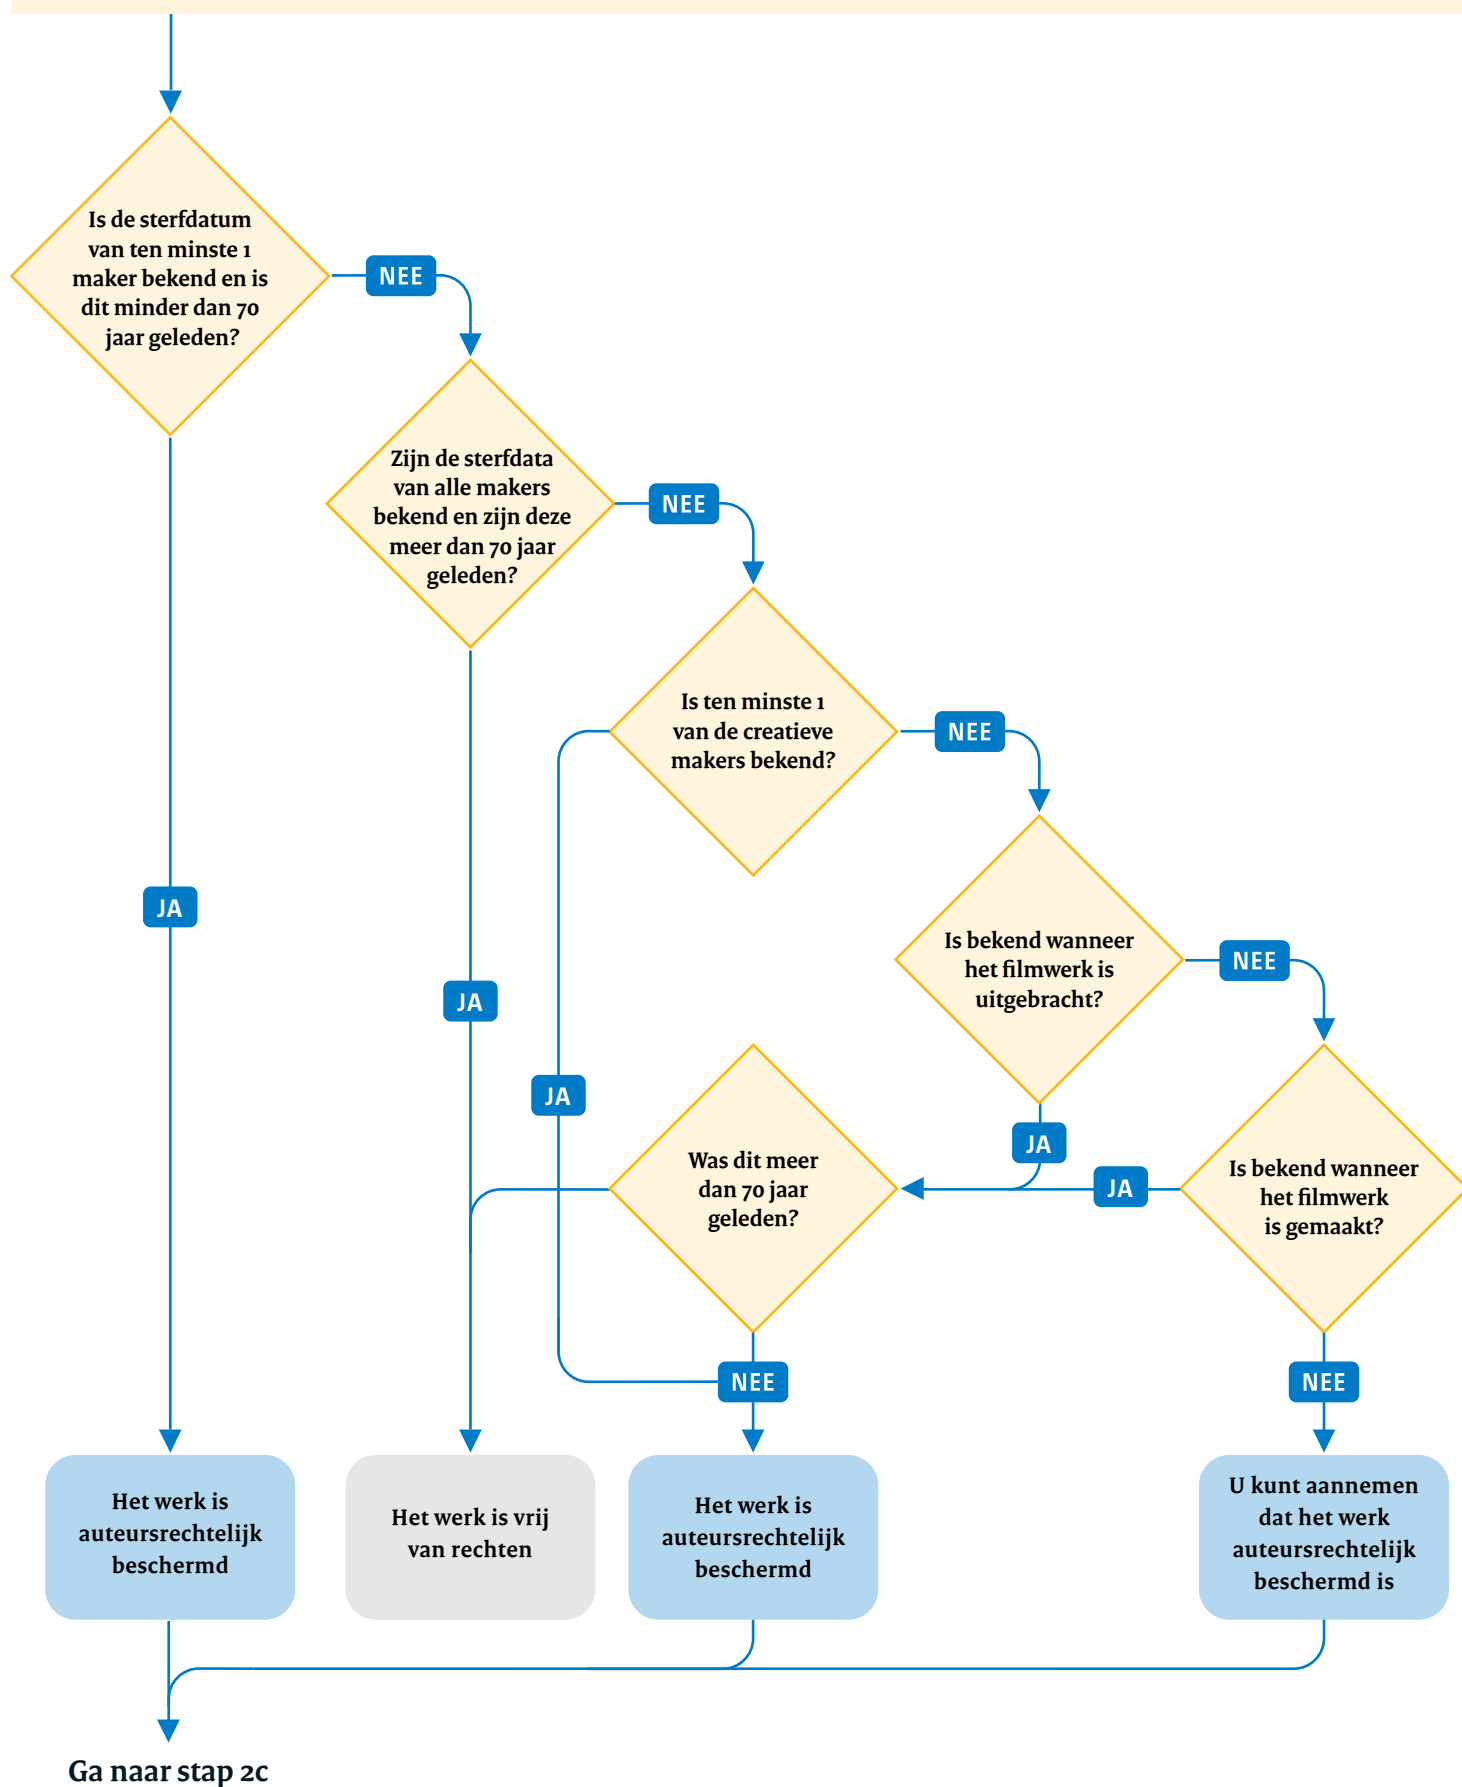 Is de sterfdatum
van ten minste 1
maker bekend en is
dit minder dan 70
jaar geleden?
NEE
Zijn de sterfdata
van alle makers
bekend en zijn deze
meer dan 70 jaar
geleden?
NEE
Is ten minste 1
van de creatieve
makers bekend?
NEE
JA
Is bekend wanneer
het filmwerk is
uitgebracht?
NEE
JA
JA
JA
Was dit meer
dan 70 jaar
geleden?
JA
Is bekend wanneer
het filmwerk
is gemaakt?
NEE
NEE
Het werk is
auteursrechtelijk
beschermd
Het werk is vrij
van rechten
Het werk is
auteursrechtelijk
beschermd
U kunt aannemen
dat het werk
auteursrechtelijk
beschermd is
Ga naar stap 2c